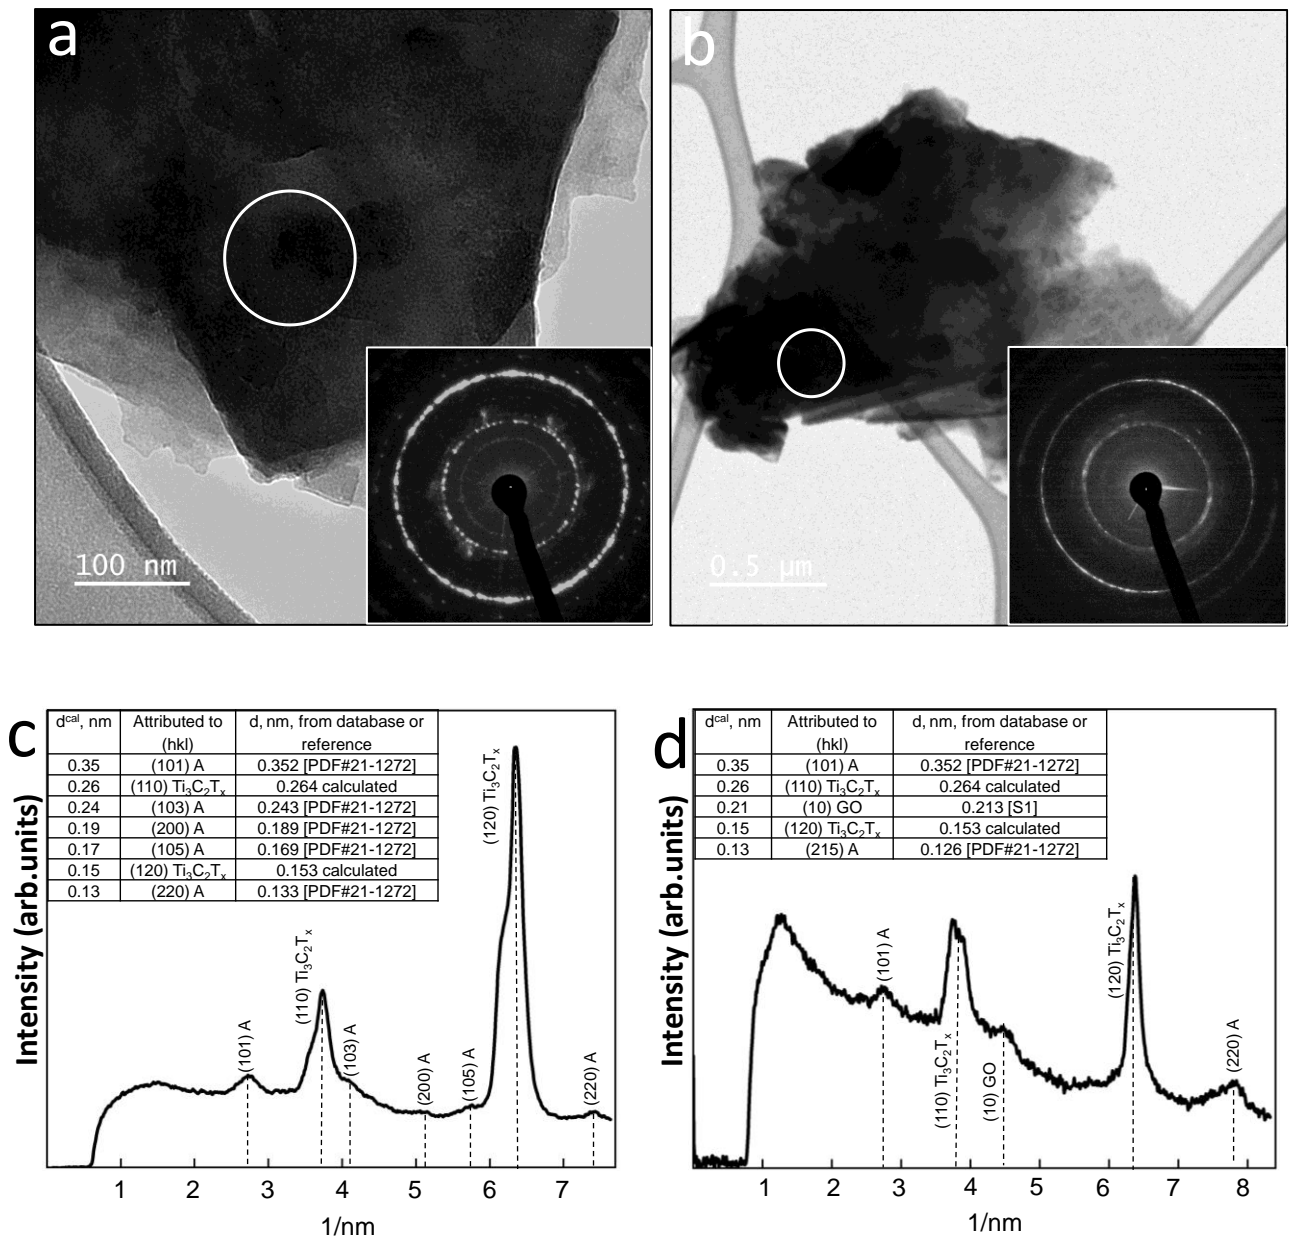 a
100 nm
b
0.5 µm
c
d^cal, nm Attributed to (hkl) d, nm, from database or reference
0.35 (101) A 0.352 [PDF#21-1272]
0.26 (110) Ti₃C₂Tₓ 0.264 calculated
0.24 (103) A 0.243 [PDF#21-1272]
0.19 (200) A 0.189 [PDF#21-1272]
0.17 (105) A 0.169 [PDF#21-1272]
0.15 (120) Ti₃C₂Tₓ 0.153 calculated
0.13 (220) A 0.133 [PDF#21-1272]
Intensity (arb.units)
(101) A
(110) Ti₃C₂Tₓ
(103) A
(200) A
(105) A
(120) Ti₃C₂Tₓ
(220) A
1 2 3 4 5 6 7
1/nm
d
d^cal, nm Attributed to (hkl) d, nm, from database or reference
0.35 (101) A 0.352 [PDF#21-1272]
0.26 (110) Ti₃C₂Tₓ 0.264 calculated
0.21 (10) GO 0.213 [S1]
0.15 (120) Ti₃C₂Tₓ 0.153 calculated
0.13 (215) A 0.126 [PDF#21-1272]
Intensity (arb.units)
(101) A
(110) Ti₃C₂Tₓ
(10) GO
(120) Ti₃C₂Tₓ
(220) A
1 2 3 4 5 6 7 8
1/nm